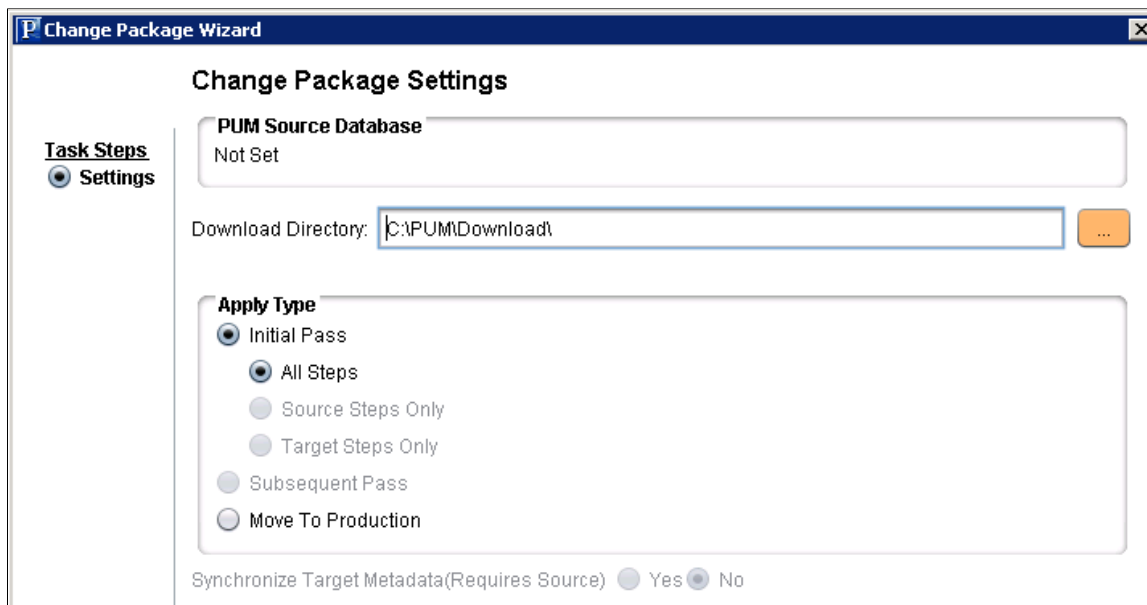 Change Package Wizard
Change Package Settings
Task Steps
Settings
PUM Source Database
Not Set
Download Directory: C:\PUM\Download\ ...
Apply Type
Initial Pass
All Steps
Source Steps Only
Target Steps Only
Subsequent Pass
Move To Production
Synchronize Target Metadata(Requires Source) Yes No